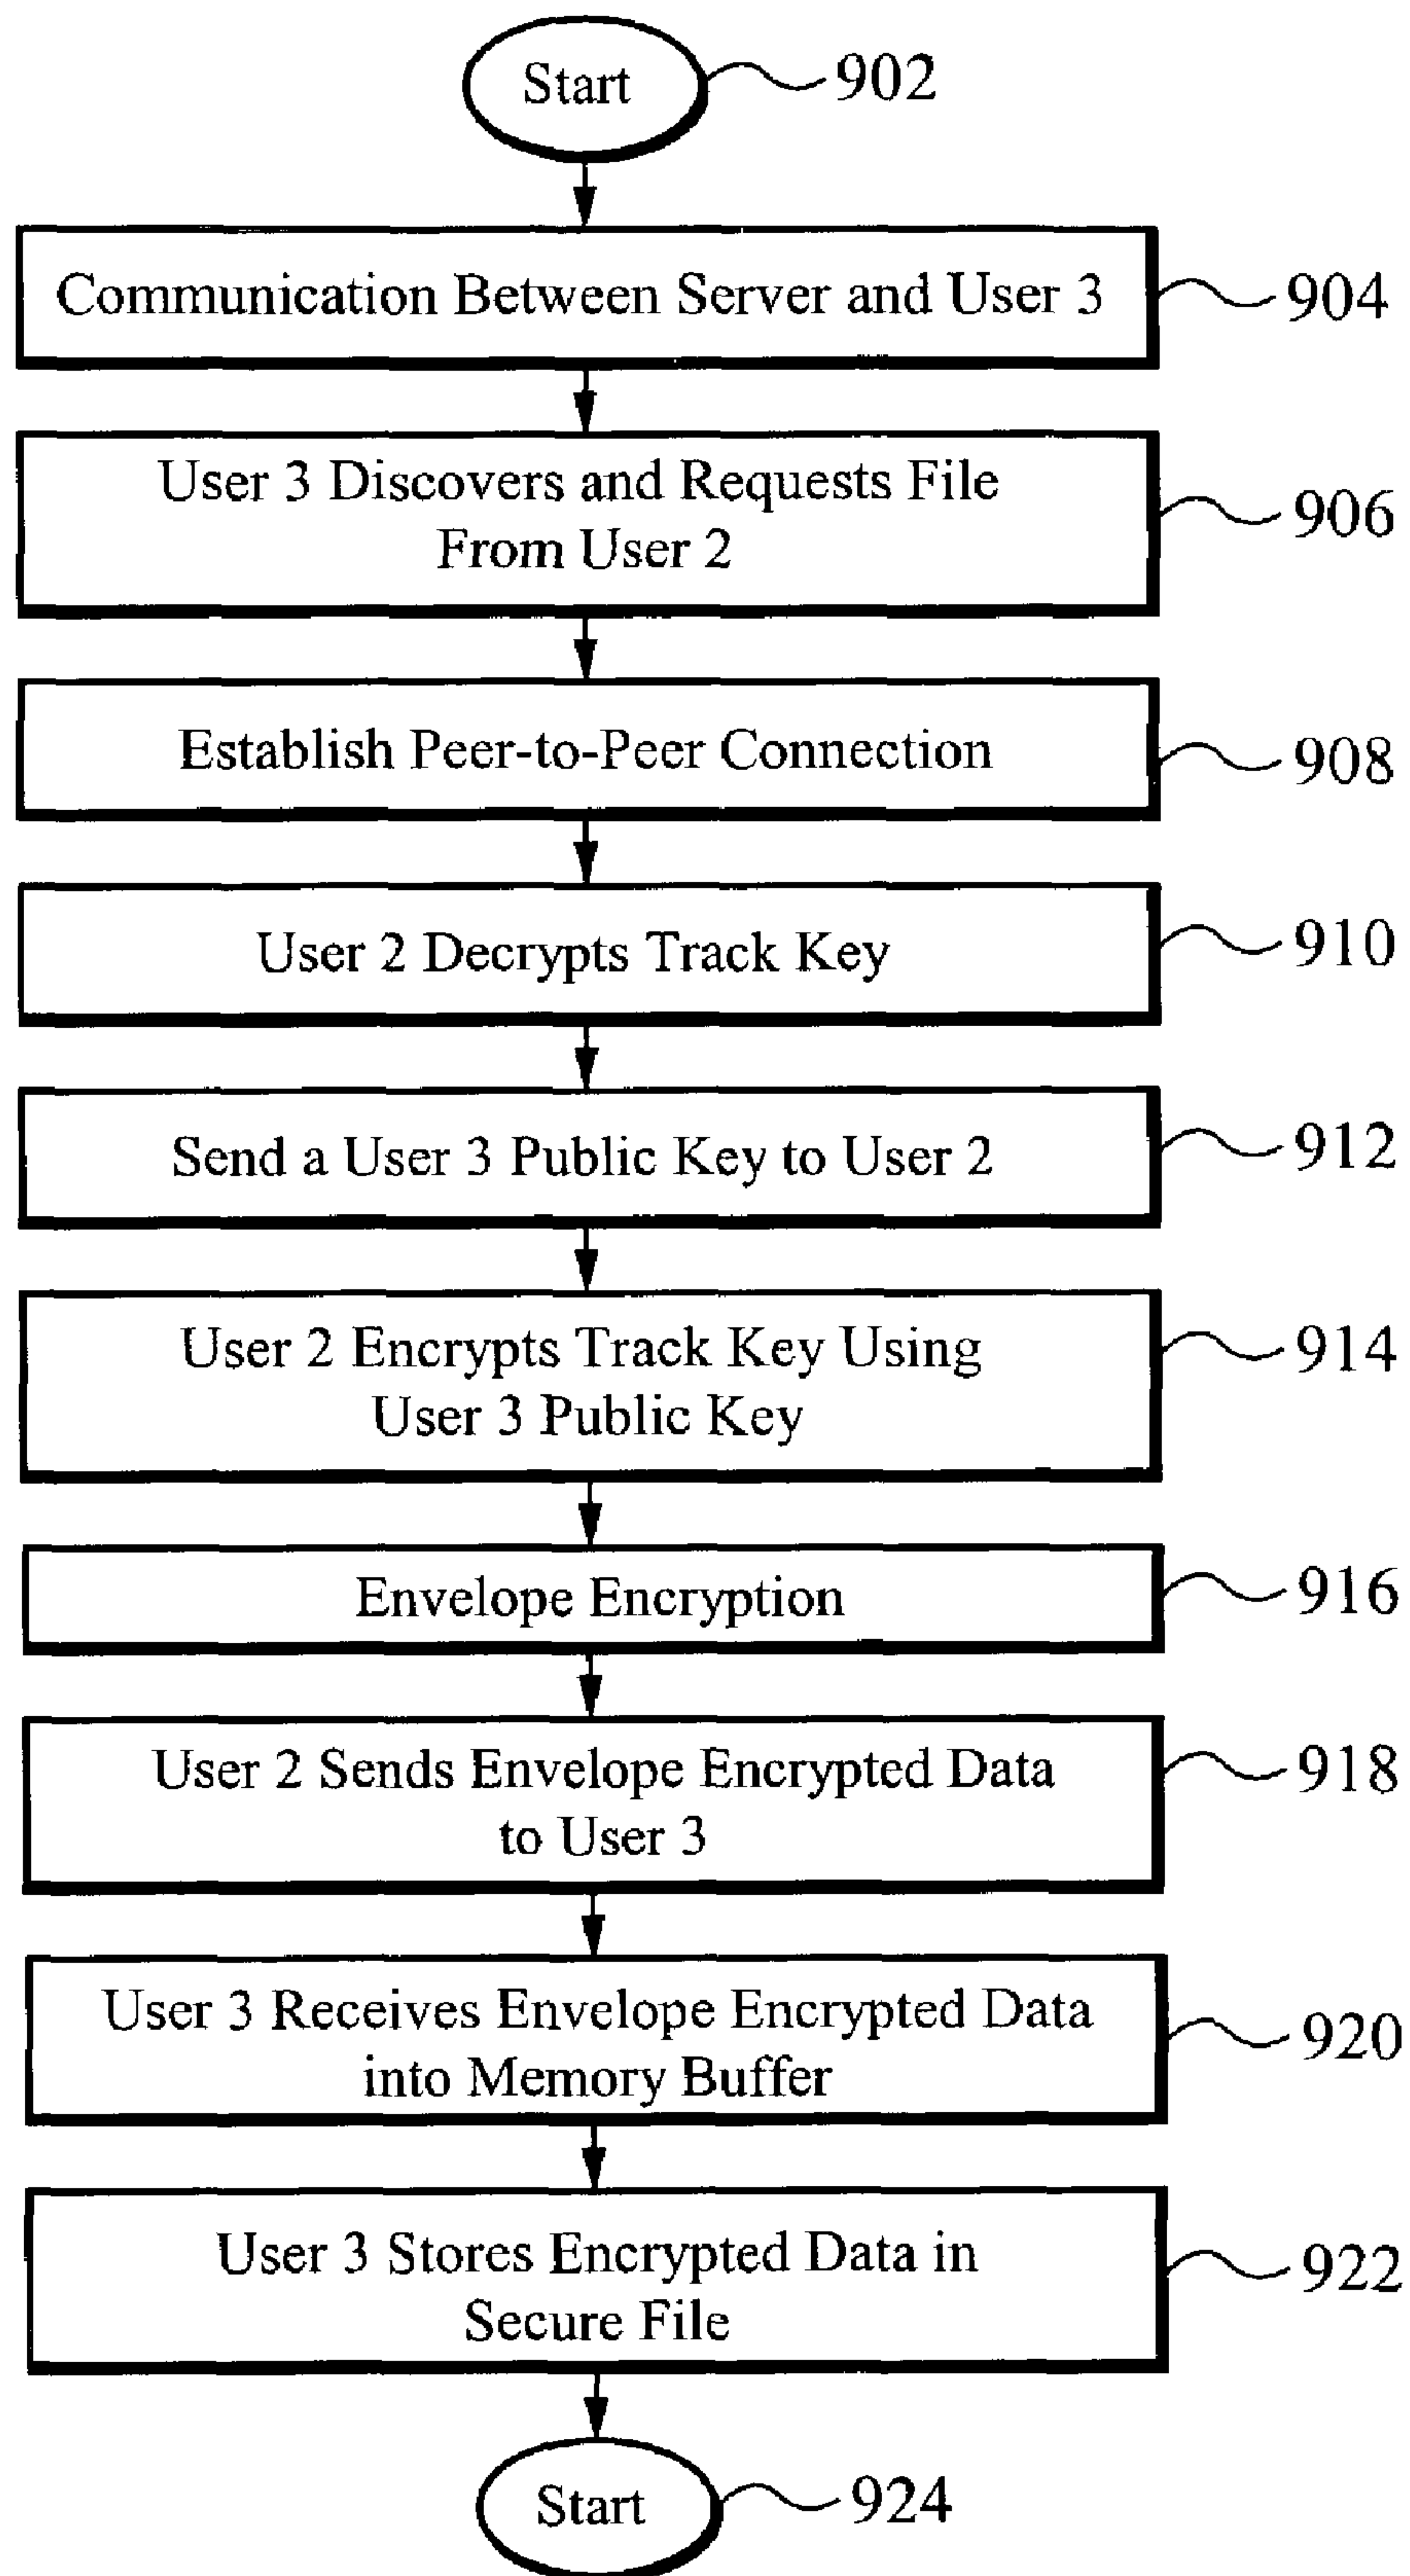 Start
902
Communication Between Server and User 3
904
User 3 Discovers and Requests File
From User 2
906
Establish Peer-to-Peer Connection
908
User 2 Decrypts Track Key
910
Send a User 3 Public Key to User 2
912
User 2 Encrypts Track Key Using
User 3 Public Key
914
Envelope Encryption
916
User 2 Sends Envelope Encrypted Data
to User 3
918
User 3 Receives Envelope Encrypted Data
into Memory Buffer
920
User 3 Stores Encrypted Data in
Secure File
922
Start
924